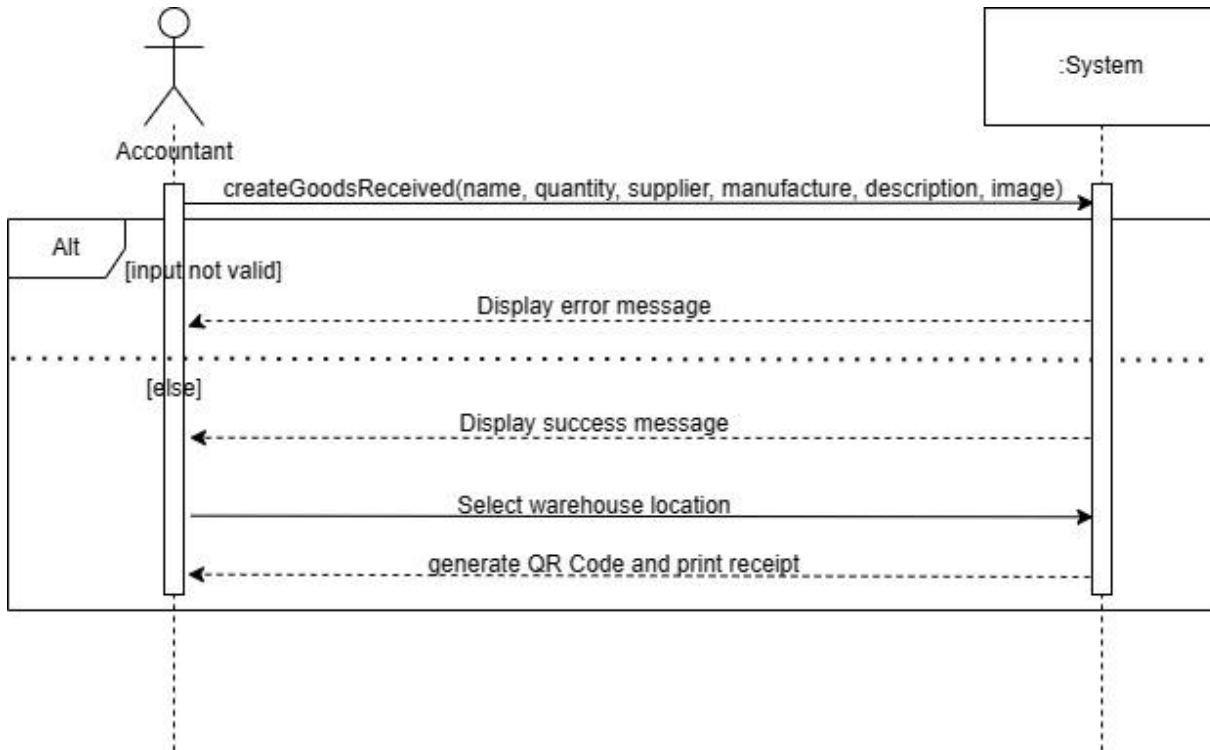 :System
Accountant
createGoodsReceived(name, quantity, supplier, manufacture, description, image)
Alt
[input not valid]
Display error message
[else]
Display success message
Select warehouse location
generate QR Code and print receipt